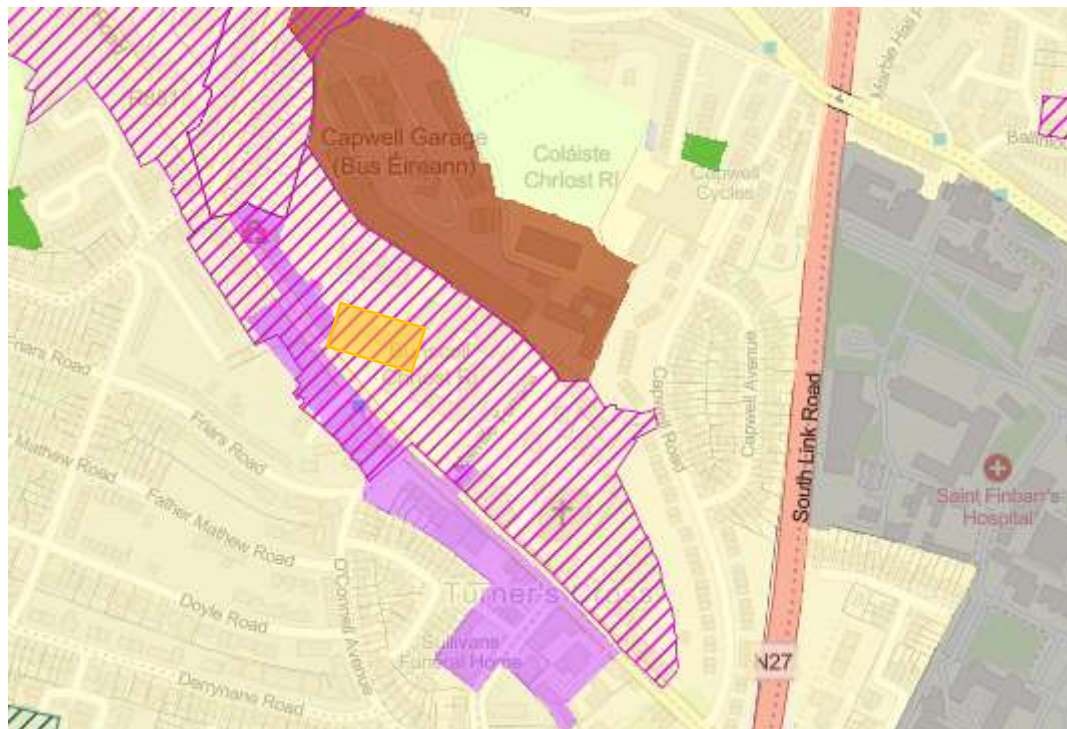 Capwell Garage
(Bus Éireann)
Coláiste
Chríost Rí
Capwell
Cycles
Marble Hall
Friars Road
Friars Road
Mathew Road
Father Mathew Road
Doyle Road
O'Connell Avenue
Derrynane Road
Capwell Road
Capwell Avenue
South Link Road
Saint Finbarr's
Hospital
Turner's Cross
Sullivans
Funeral Home
N27